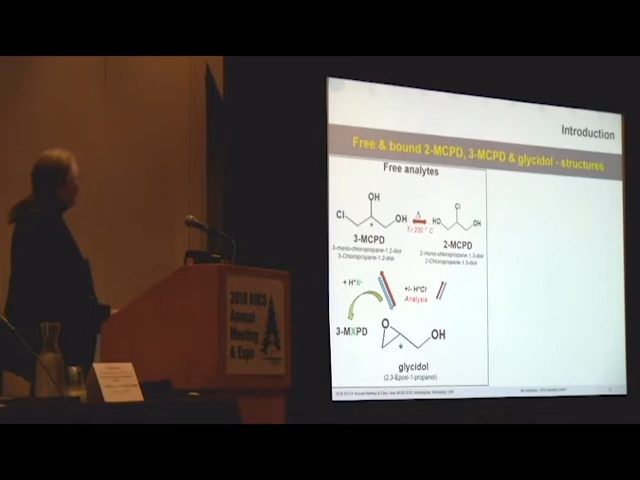 Introduction
Free & bound 2-MCPD, 3-MCPD & glycidol - structures
Free analytes
OH
Cl
OH
*
3-MCPD
3-mono-chloropropane-1,2-diol
3-Chloropropane-1,2-diol
Δ
Cl
HO
OH
2-MCPD
2-mono-chloropropane-1,3-diol
2-Chloropropane-1,3-diol
+ H⁺X⁻
+/- H⁺Cl⁻
Analysis
3-MXPD
O
OH
*
glycidol
(2,3-Epoxi-1-propanol)
2018 AOCS
Annual
Meeting
& Expo